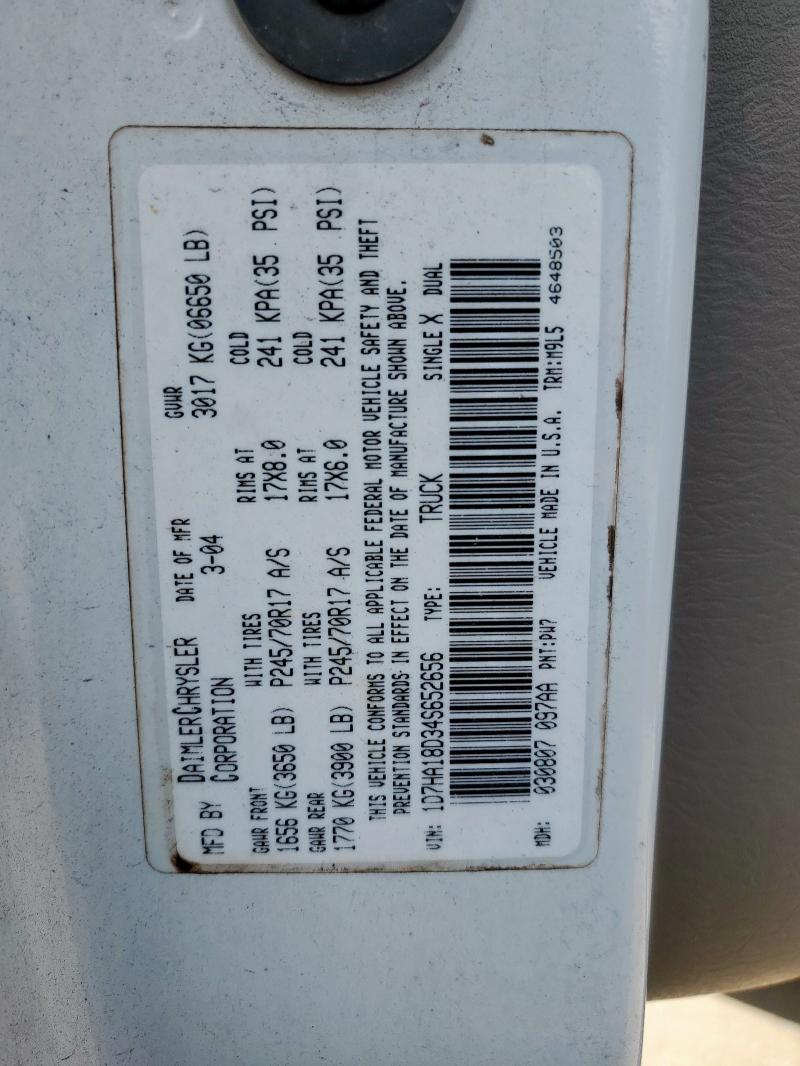 MFD BY DAIMLERCHRYSLER CORPORATION DATE OF MFR 3-04 GVWR 3017 KG(06650 LB)
GAWR FRONT WITH TIRES RIMS AT COLD
1656 KG(3650 LB) P245/70R17 A/S 17X8.0 241 KPA(35 PSI)
GAWR REAR WITH TIRES RIMS AT COLD
1770 KG(3900 LB) P245/70R17 A/S 17X6.0 241 KPA(35 PSI)
THIS VEHICLE CONFORMS TO ALL APPLICABLE FEDERAL MOTOR VEHICLE SAFETY AND THEFT
PREVENTION STANDARDS IN EFFECT ON THE DATE OF MANUFACTURE SHOWN ABOVE.
VIN: 1D7HA18D34S652656 TYPE: TRUCK SINGLE X DUAL
MDH: 030807 097AA PNT:PW7 VEHICLE MADE IN U.S.A. TRM:M9L5 4648503